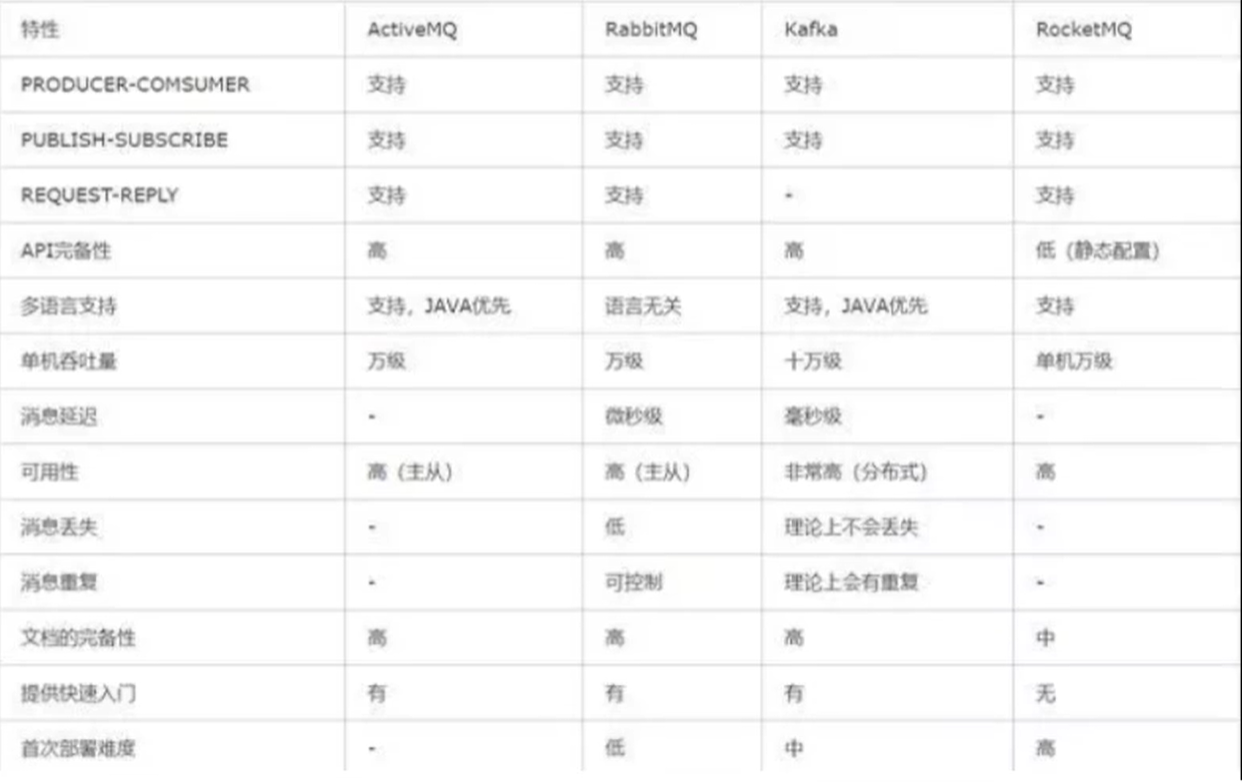 特性 ActiveMQ RabbitMQ Kafka RocketMQ
PRODUCER-COMSUMER 支持 支持 支持 支持
PUBLISH-SUBSCRIBE 支持 支持 支持 支持
REQUEST-REPLY 支持 支持 - 支持
API完备性 高 高 高 低（静态配置）
多语言支持 支持，JAVA优先 语言无关 支持，JAVA优先 支持
单机吞吐量 万级 万级 十万级 单机万级
消息延迟 - 微秒级 毫秒级 -
可用性 高（主从） 高（主从） 非常高（分布式） 高
消息丢失 - 低 理论上不会丢失 -
消息重复 - 可控制 理论上会有重复 -
文档的完备性 高 高 高 中
提供快速入门 有 有 有 无
首次部署难度 - 低 中 高